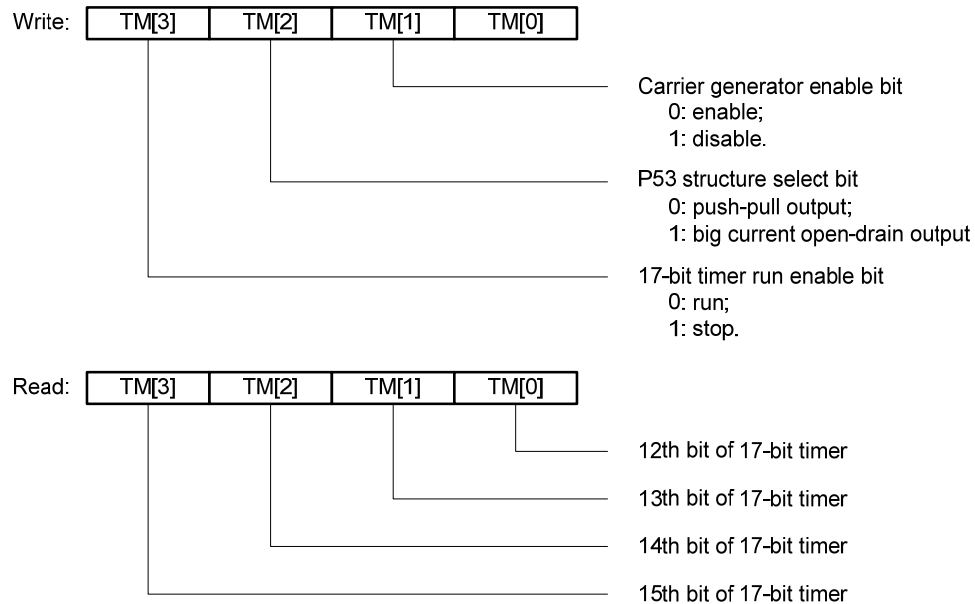 Write: TM[3] TM[2] TM[1] TM[0]
Carrier generator enable bit
0: enable;
1: disable.
P53 structure select bit
0: push-pull output;
1: big current open-drain output
17-bit timer run enable bit
0: run;
1: stop.
Read: TM[3] TM[2] TM[1] TM[0]
12th bit of 17-bit timer
13th bit of 17-bit timer
14th bit of 17-bit timer
15th bit of 17-bit timer